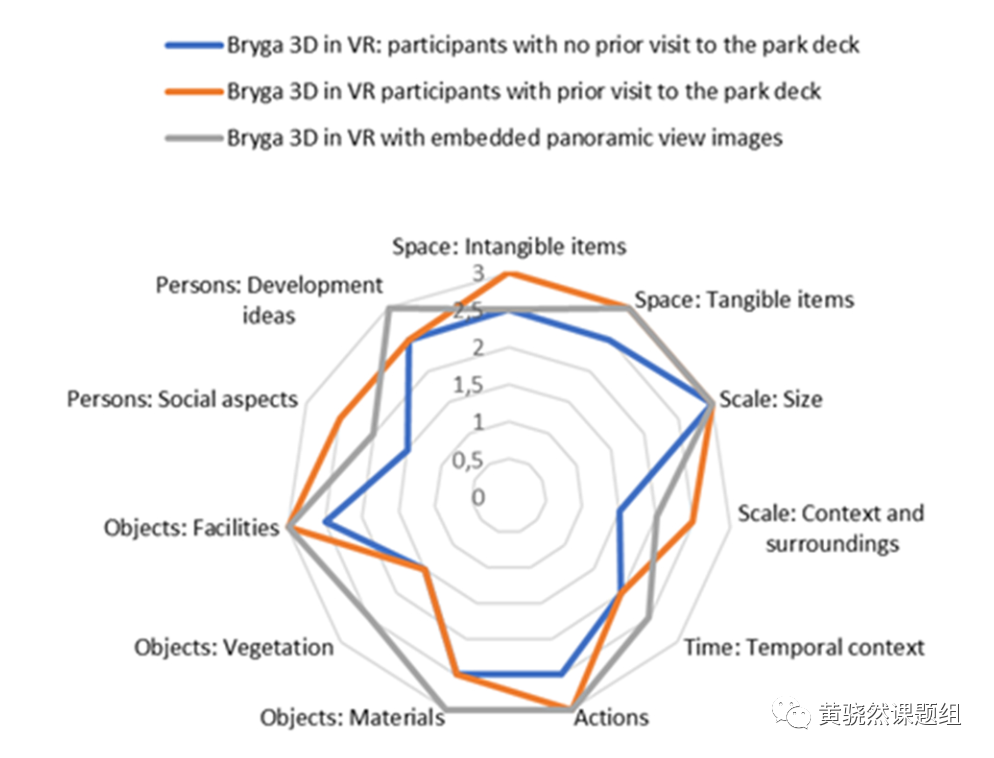 Bryga 3D in VR: participants with no prior visit to the park deck
Bryga 3D in VR participants with prior visit to the park deck
Bryga 3D in VR with embedded panoramic view images
Space: Intangible items
3
Persons: Development
ideas
Space: Tangible items
2,5
2
1,5
Persons: Social aspects
Scale: Size
1
0,5
0
Objects: Facilities
Scale: Context and
surroundings
Objects: Vegetation
Time: Temporal context
Objects: Materials
Actions
黄骁然课题组